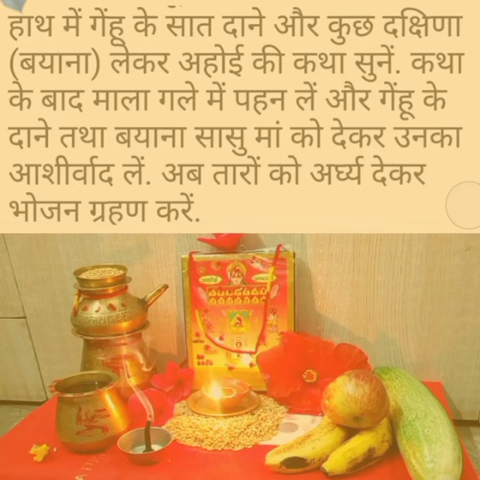 हाथ में गेंहू के सात दाने और कुछ दक्षिणा
(बयाना) लेकर अहोई की कथा सुनें. कथा
के बाद माला गले में पहन लें और गेंहू के
दाने तथा बयाना सासु मां को देकर उनका
आशीर्वाद लें. अब तारों को अर्घ्य देकर
भोजन ग्रहण करें.